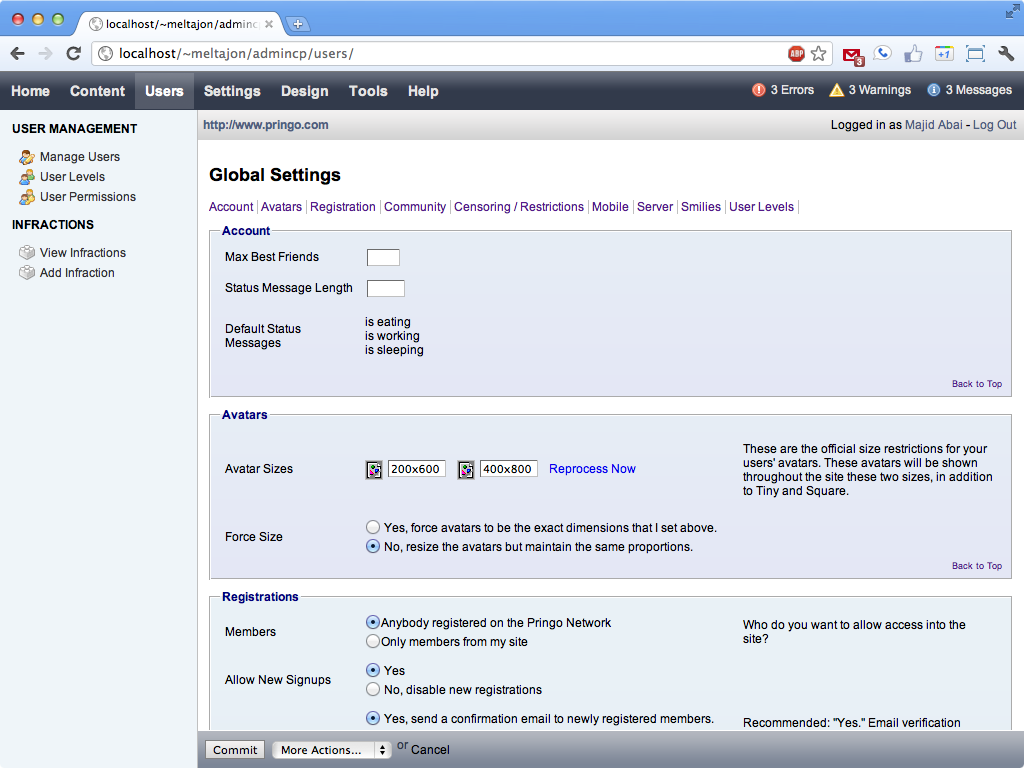 localhost/~meltajon/adminc
localhost/~meltajon/admincp/users/
ABP
3
+1
Home Content Users Settings Design Tools Help
3 Errors 3 Warnings 3 Messages
http://www.pringo.com
Logged in as Majid Abai - Log Out
USER MANAGEMENT
Manage Users
User Levels
User Permissions
INFRACTIONS
View Infractions
Add Infraction
Global Settings
Account Avatars Registration Community Censoring / Restrictions Mobile Server Smilies User Levels
Account
Max Best Friends
Status Message Length
Default Status
Messages
is eating
is working
is sleeping
Back to Top
Avatars
Avatar Sizes
200x600 400x800 Reprocess Now
These are the official size restrictions for your
users' avatars. These avatars will be shown
throughout the site these two sizes, in addition
to Tiny and Square.
Force Size
Yes, force avatars to be the exact dimensions that I set above.
No, resize the avatars but maintain the same proportions.
Back to Top
Registrations
Members
Anybody registered on the Pringo Network
Only members from my site
Who do you want to allow access into the
site?
Allow New Signups
Yes
No, disable new registrations
Yes, send a confirmation email to newly registered members.
Recommended: "Yes." Email verification
Commit More Actions... or Cancel